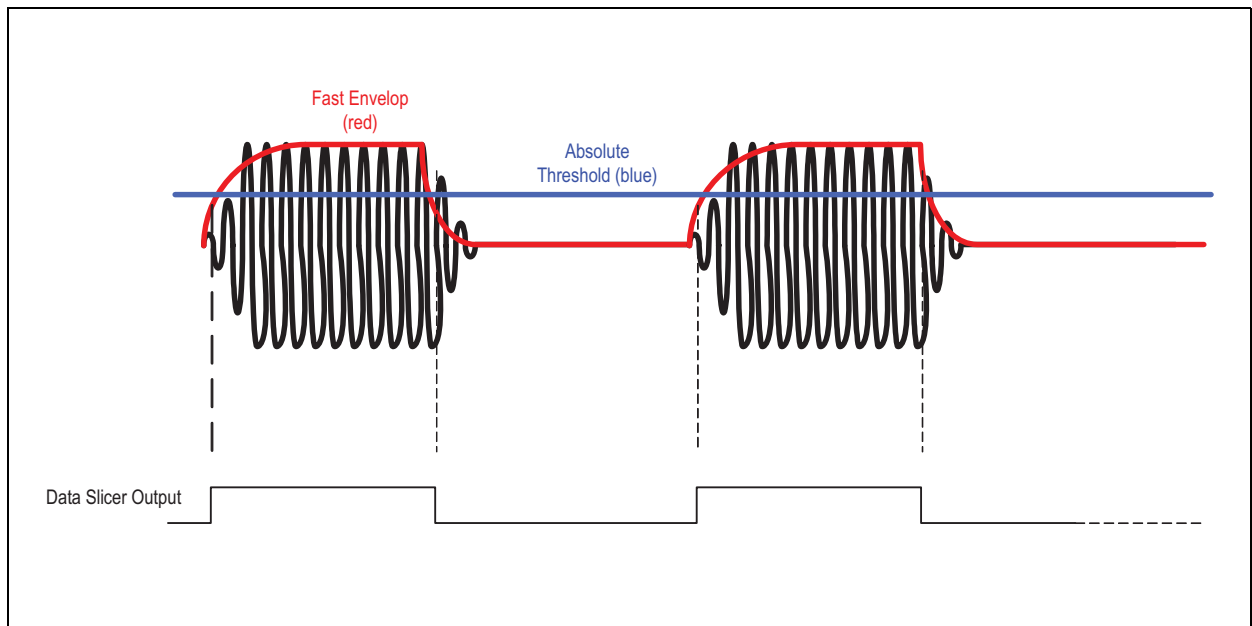 Fast Envelop
(red)
Absolute
Threshold (blue)
Data Slicer Output